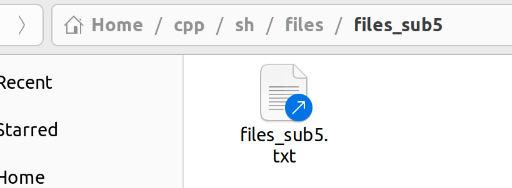 Home / cpp / sh / files / files_sub5
Recent
Starred
Home
files_sub5.
txt